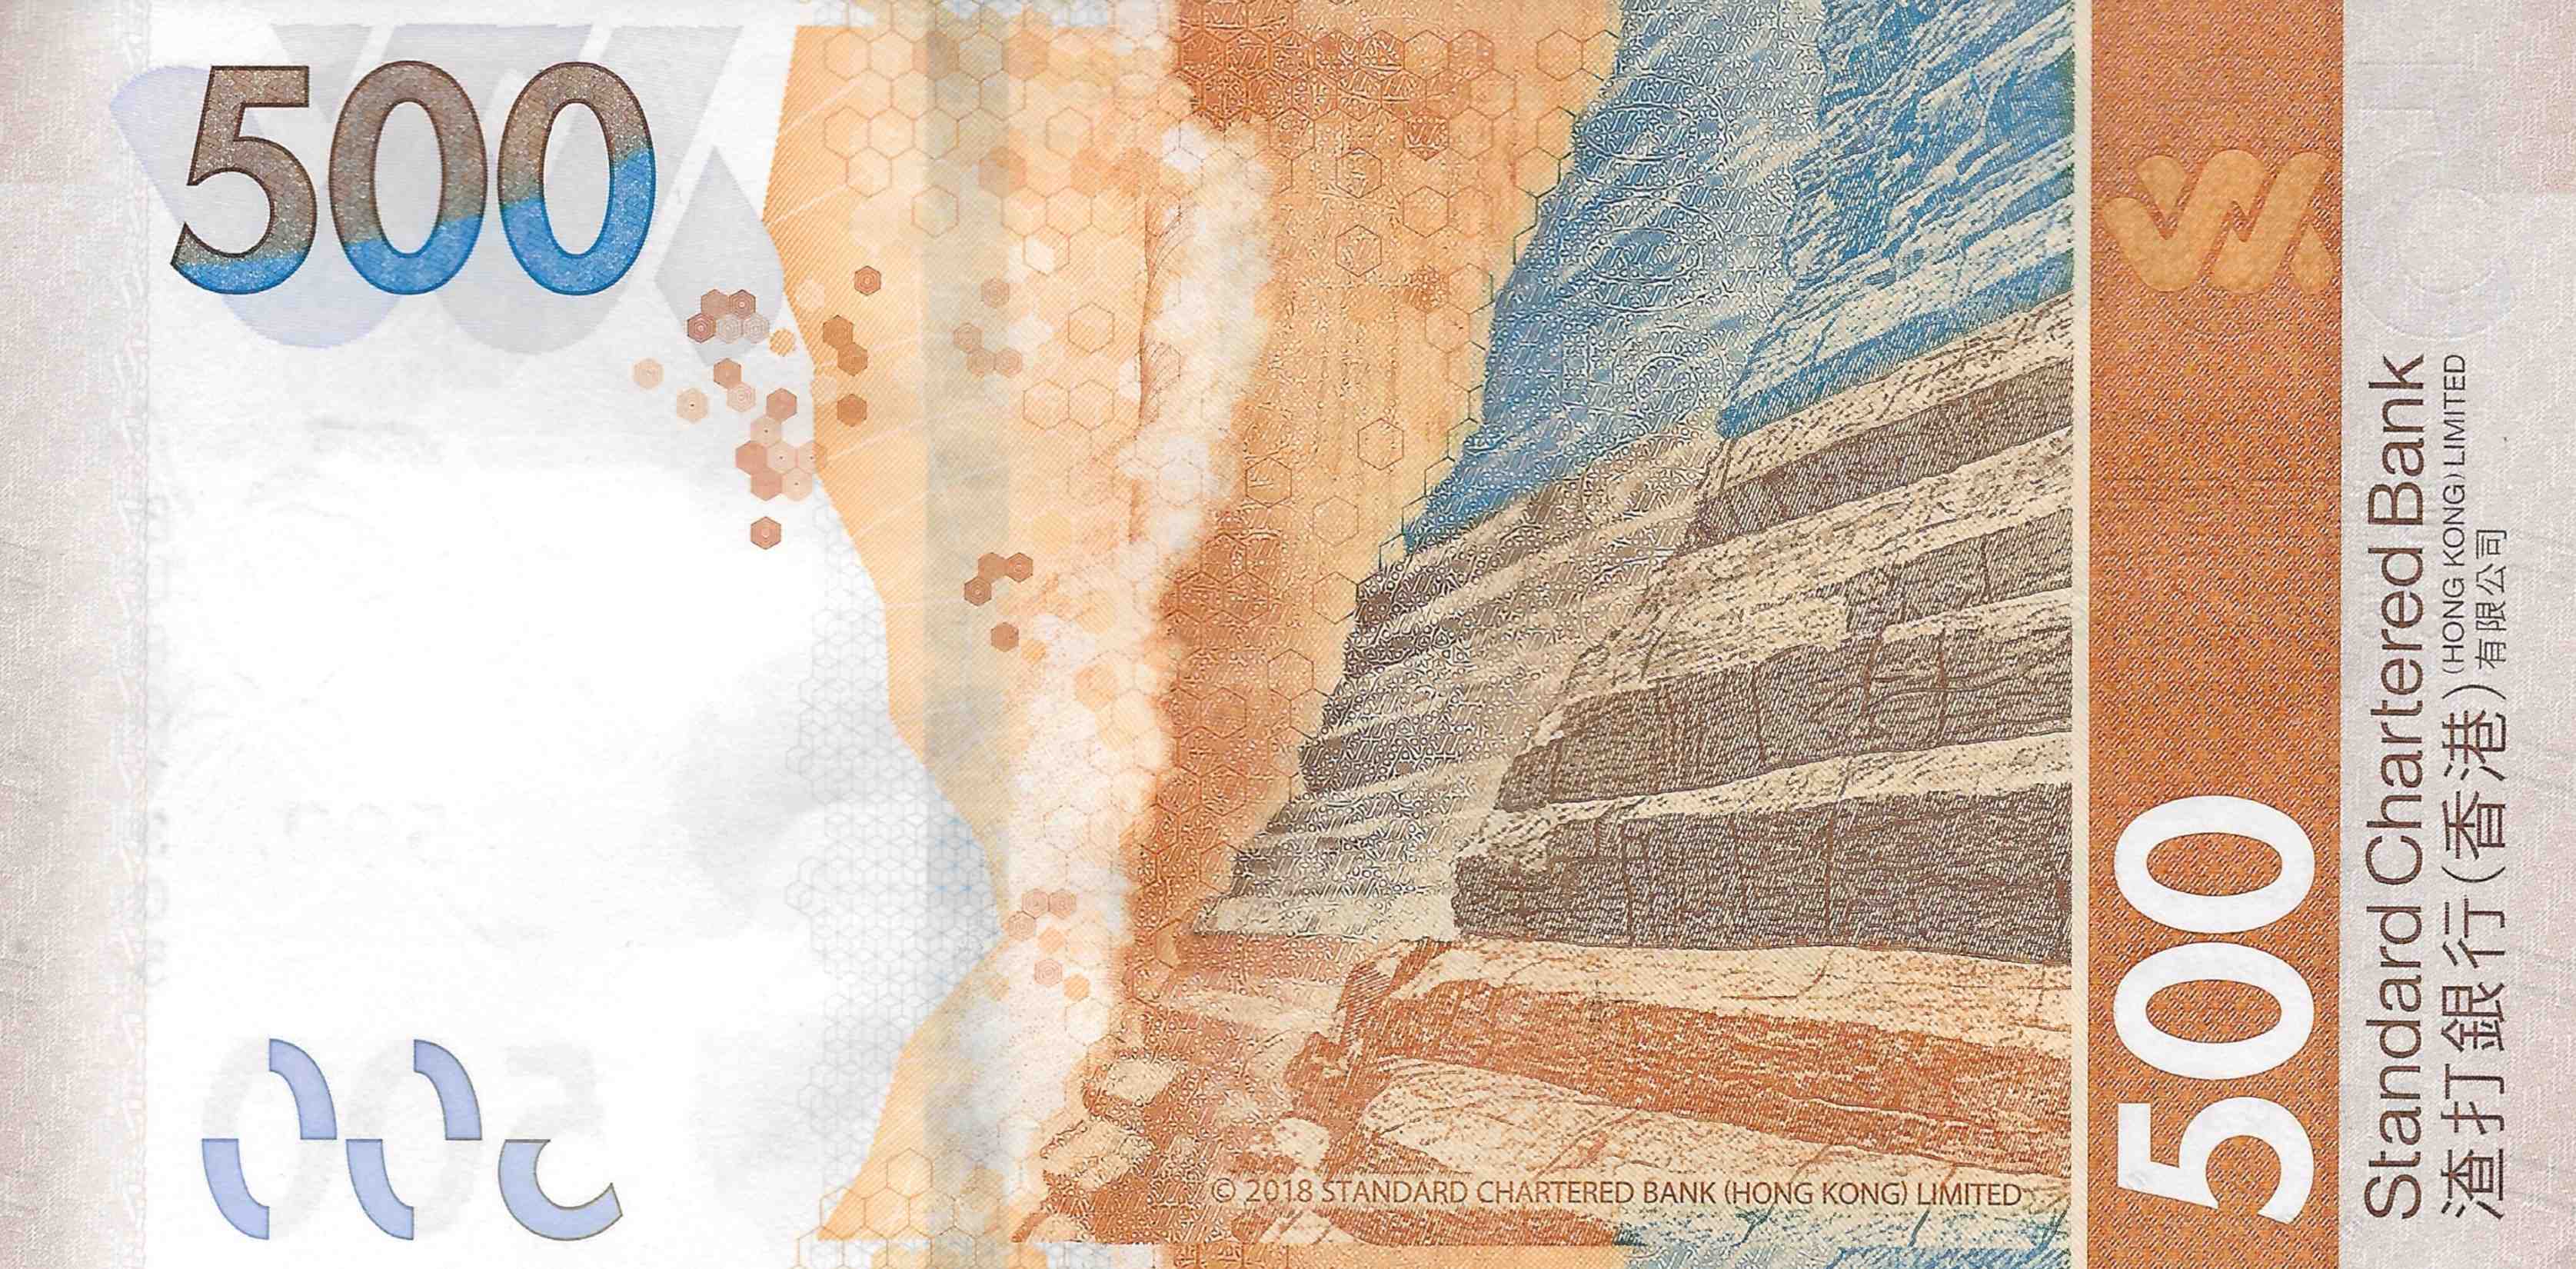 500
© 2018 STANDARD CHARTERED BANK (HONG KONG) LIMITED
500
Standard Chartered Bank
(HONG KONG) LIMITED
渣打銀行(香港)有限公司